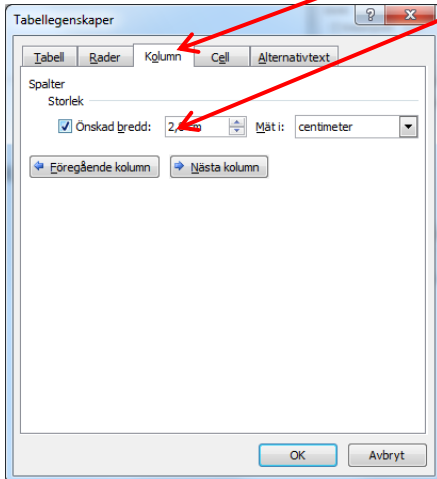 Tabellegenskaper
Tabell Rader Kolumn Cell Alternativtext
Spalter
Storlek
Önskad bredd: Mät i: centimeter
Föregående kolumn Nästa kolumn
OK Avbryt